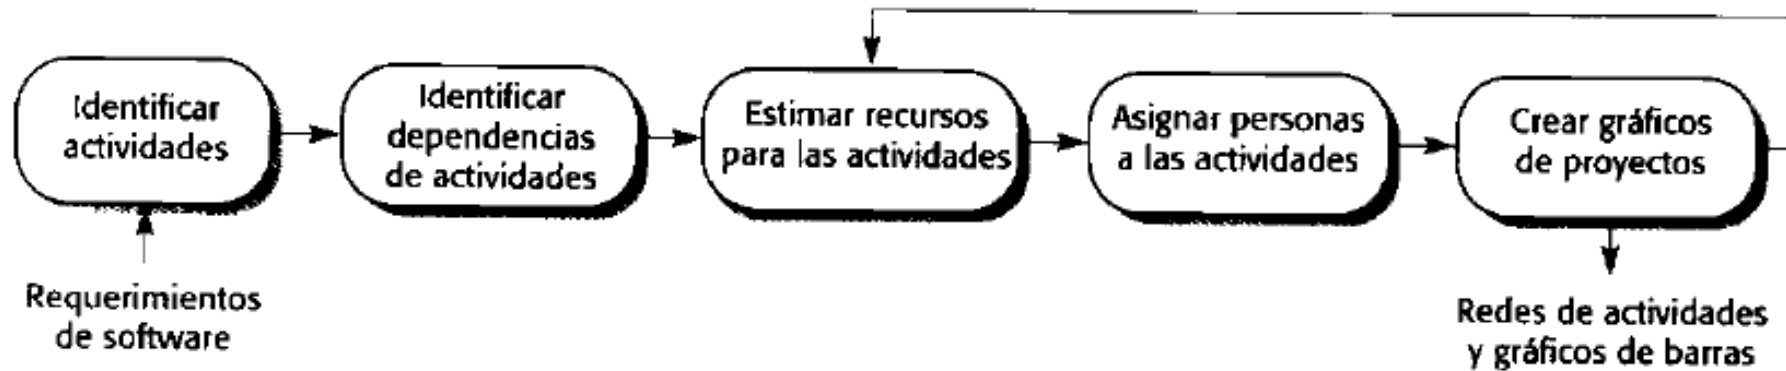 Identificar
actividades
Identificar
dependencias
de actividades
Estimar recursos
para las actividades
Asignar personas
a las actividades
Crear gráficos
de proyectos
Requerimientos
de software
Redes de actividades
y gráficos de barras